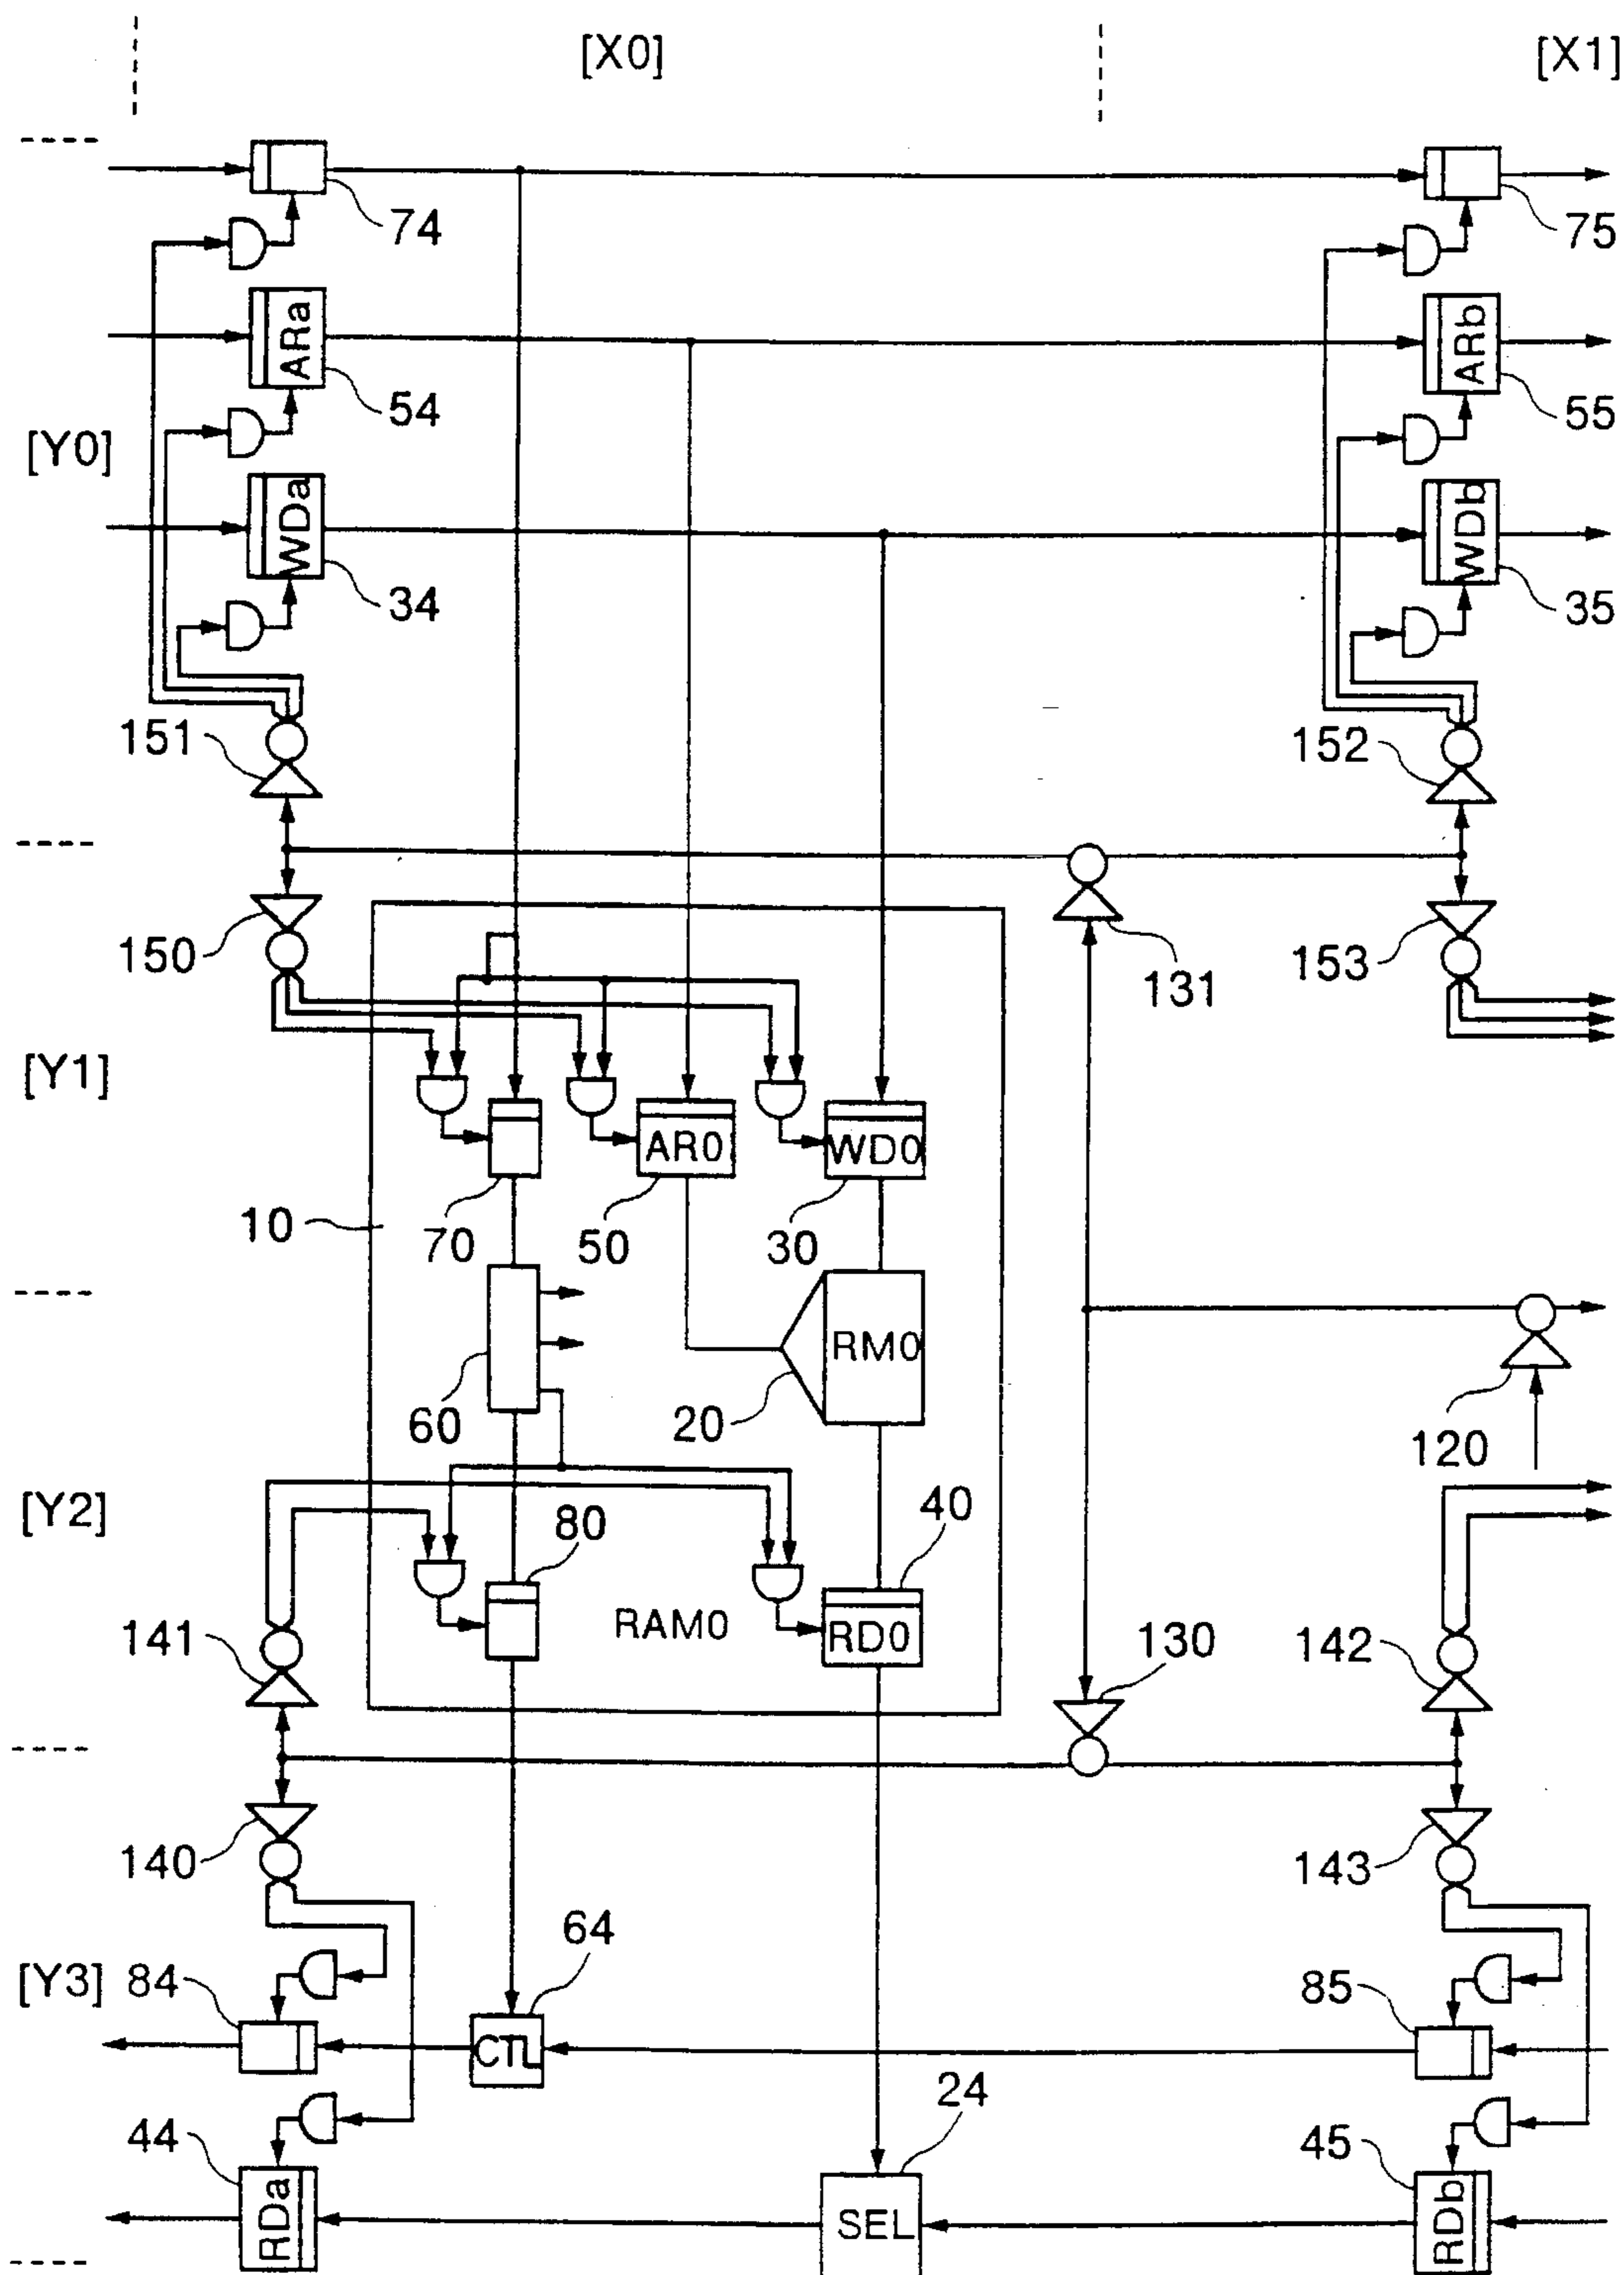 [X0] [X1]
74 75
ARa ARb
54 55
[Y0]
WDa WDb
34 35
151 152
150 131 153
[Y1]
AR0 WD0
10 70 50 30
RM0
60 20 120
[Y2] 80 40
141 RAM0 RD0 130 142
140 143
64
[Y3] 84 85
CTL
24
44 45
RDa SEL RDb